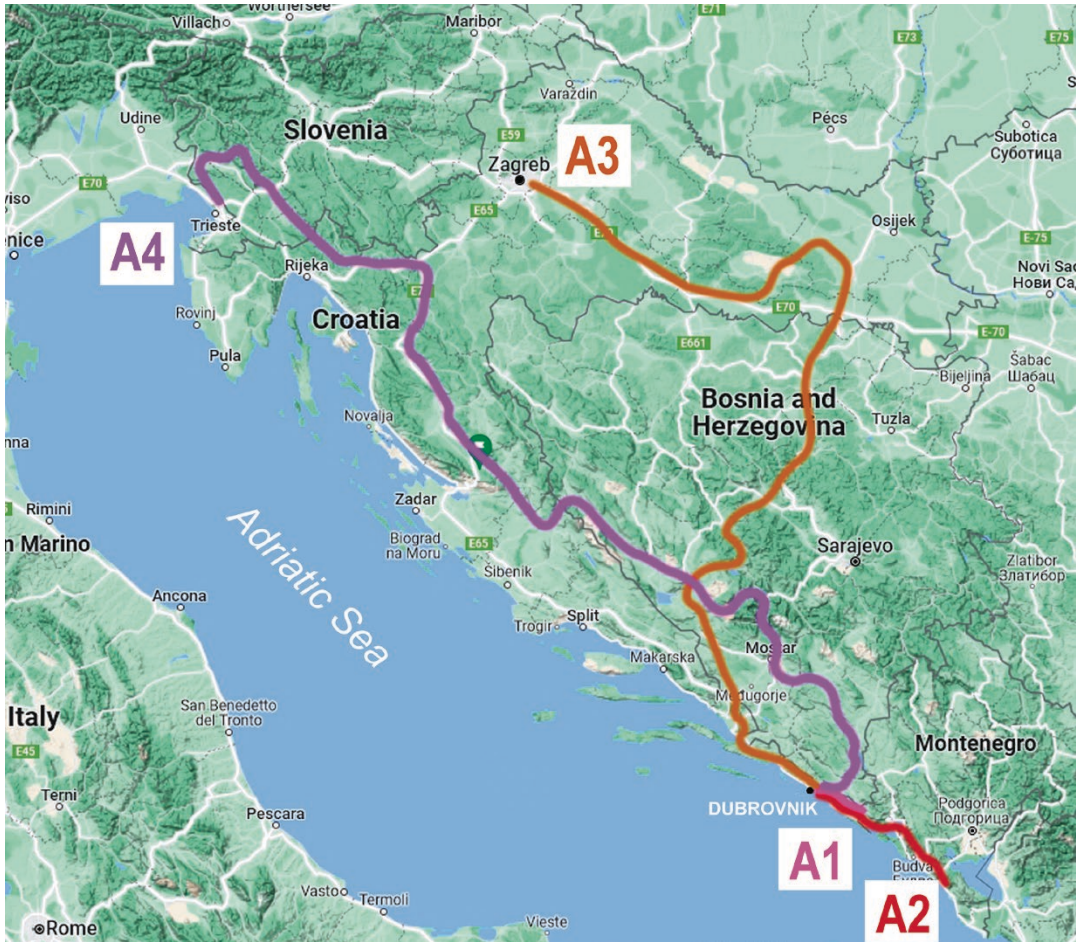 Villach
Wörthersee
Maribor
E71
E73
E75
Varaždin
Udine
Slovenia
E59
Pécs
Subotica
Суботица
Zagreb
A3
E70
E65
Osijek
E-75
Trieste
A4
Rijeka
Novi Sad
Нови Сад
Rovinj
Croatia
E70
E-70
Pula
E661
Šabac
Шабац
Bijeljina
Bosnia and
Herzegovina
Tuzla
Novalja
Zadar
Rimini
Biograd
na Moru
E65
Sarajevo
Zlatibor
Златибор
n Marino
Adriatic Sea
Šibenik
Ancona
Trogir
Split
Mostar
Makarska
Međugorje
San Benedetto
del Tronto
Italy
E45
Montenegro
Terni
DUBROVNIK
Podgorica
Подгорица
Pescara
A1
Budva
A2
Vasto
Termoli
Vieste
Rome